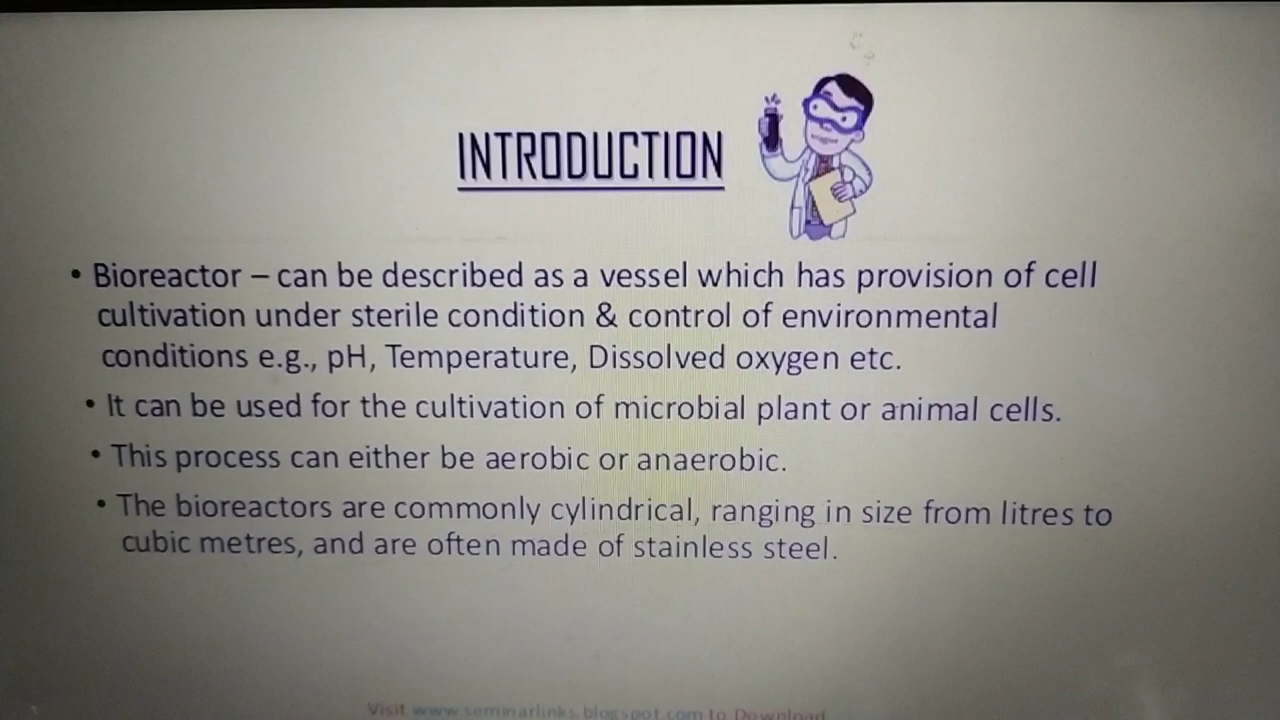 INTRODUCTION
• Bioreactor – can be described as a vessel which has provision of cell
cultivation under sterile condition & control of environmental
conditions e.g., pH, Temperature, Dissolved oxygen etc.
• It can be used for the cultivation of microbial plant or animal cells.
• This process can either be aerobic or anaerobic.
• The bioreactors are commonly cylindrical, ranging in size from litres to
cubic metres, and are often made of stainless steel.
Visit www.seminarlinks.blogspot.com to Download